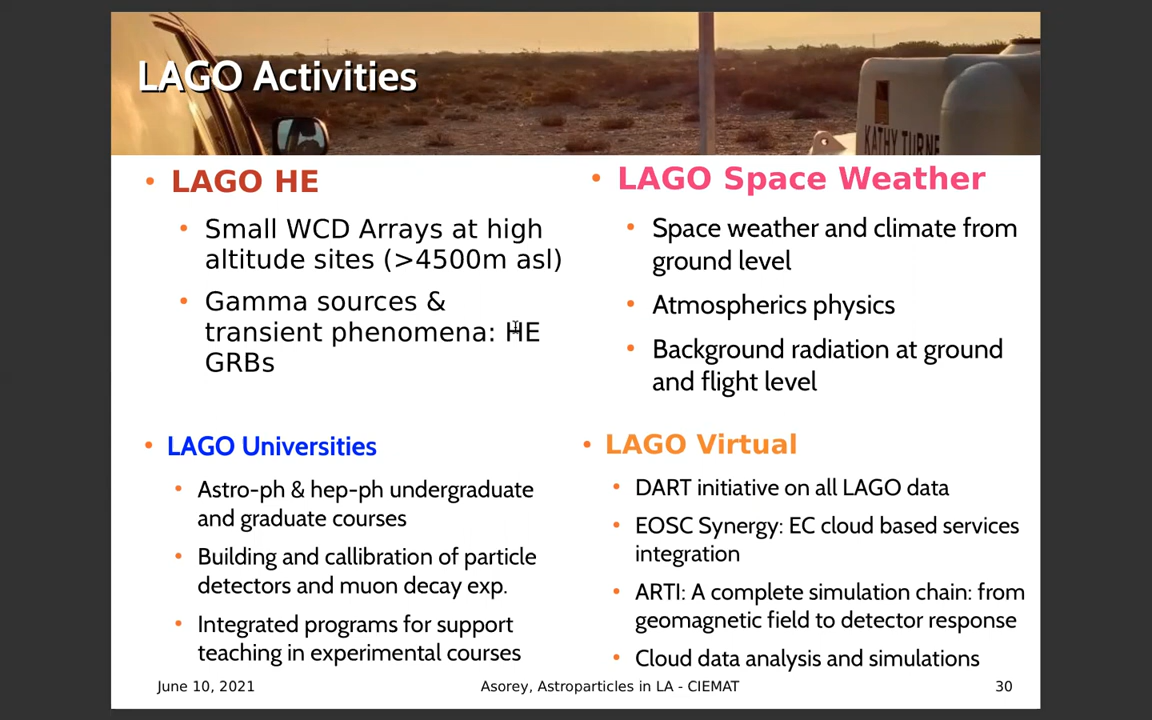 LAGO Activities
KATHY TURNE
• LAGO HE
• Small WCD Arrays at high
altitude sites (>4500m asl)
• Gamma sources &
transient phenomena: HE
GRBs
• LAGO Space Weather
• Space weather and climate from
ground level
• Atmospherics physics
• Background radiation at ground
and flight level
• LAGO Universities
• Astro-ph & hep-ph undergraduate
and graduate courses
• Building and callibration of particle
detectors and muon decay exp.
• Integrated programs for support
teaching in experimental courses
• LAGO Virtual
• DART initiative on all LAGO data
• EOSC Synergy: EC cloud based services
integration
• ARTI: A complete simulation chain: from
geomagnetic field to detector response
• Cloud data analysis and simulations
June 10, 2021
Asorey, Astroparticles in LA - CIEMAT
30